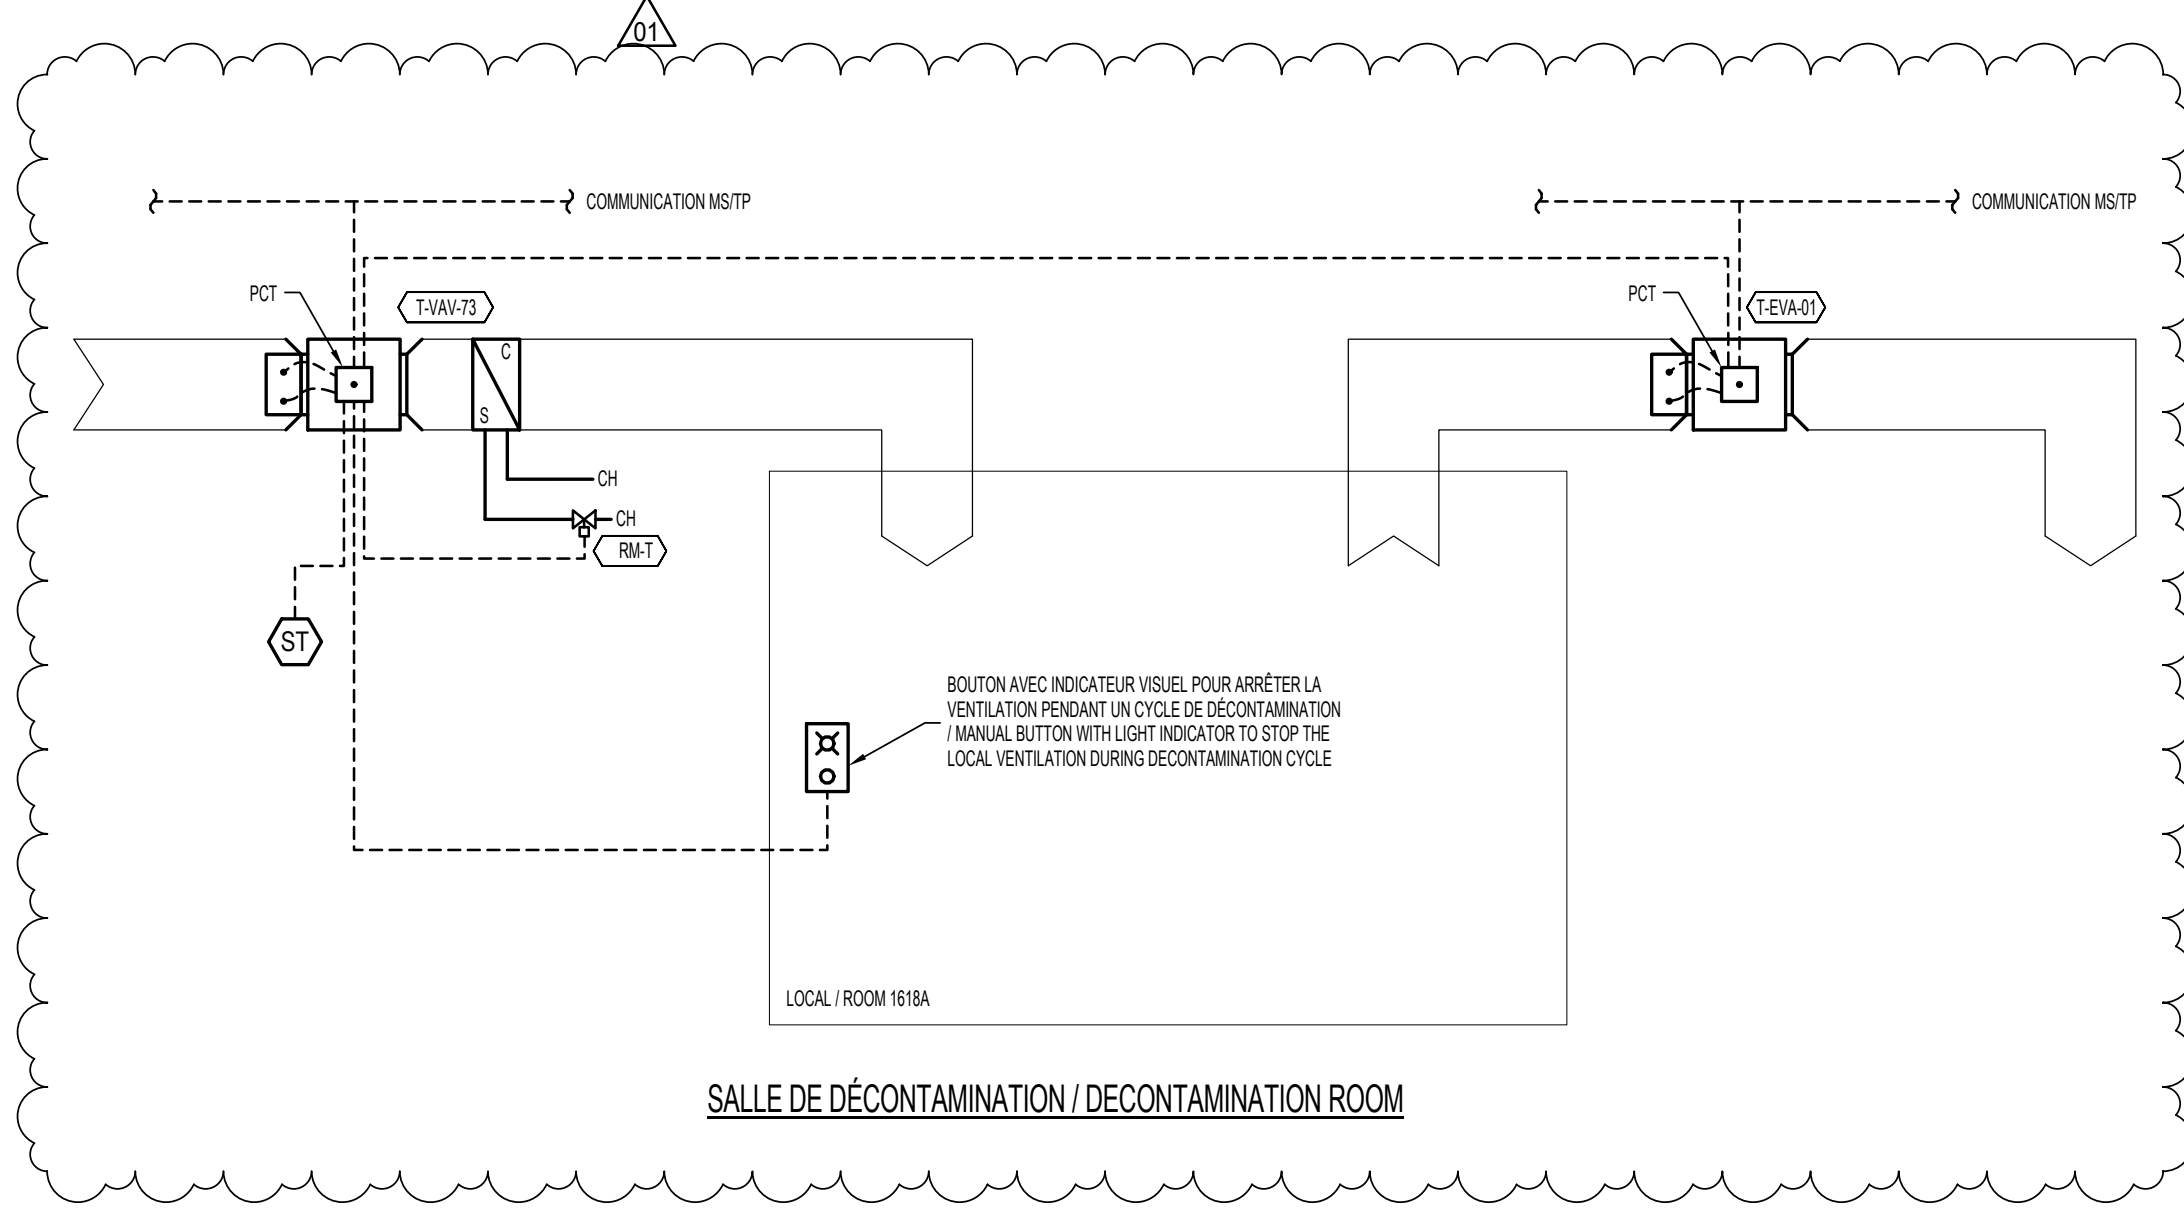 01
COMMUNICATION MS/TP
COMMUNICATION MS/TP
PCT
T-VAV-73
PCT
T-EVA-01
C
S
CH
CH
RM-T
ST
BOUTON AVEC INDICATEUR VISUEL POUR ARRÊTER LA
VENTILATION PENDANT UN CYCLE DE DÉCONTAMINATION
/ MANUAL BUTTON WITH LIGHT INDICATOR TO STOP THE
LOCAL VENTILATION DURING DECONTAMINATION CYCLE
LOCAL / ROOM 1618A
SALLE DE DÉCONTAMINATION / DECONTAMINATION ROOM